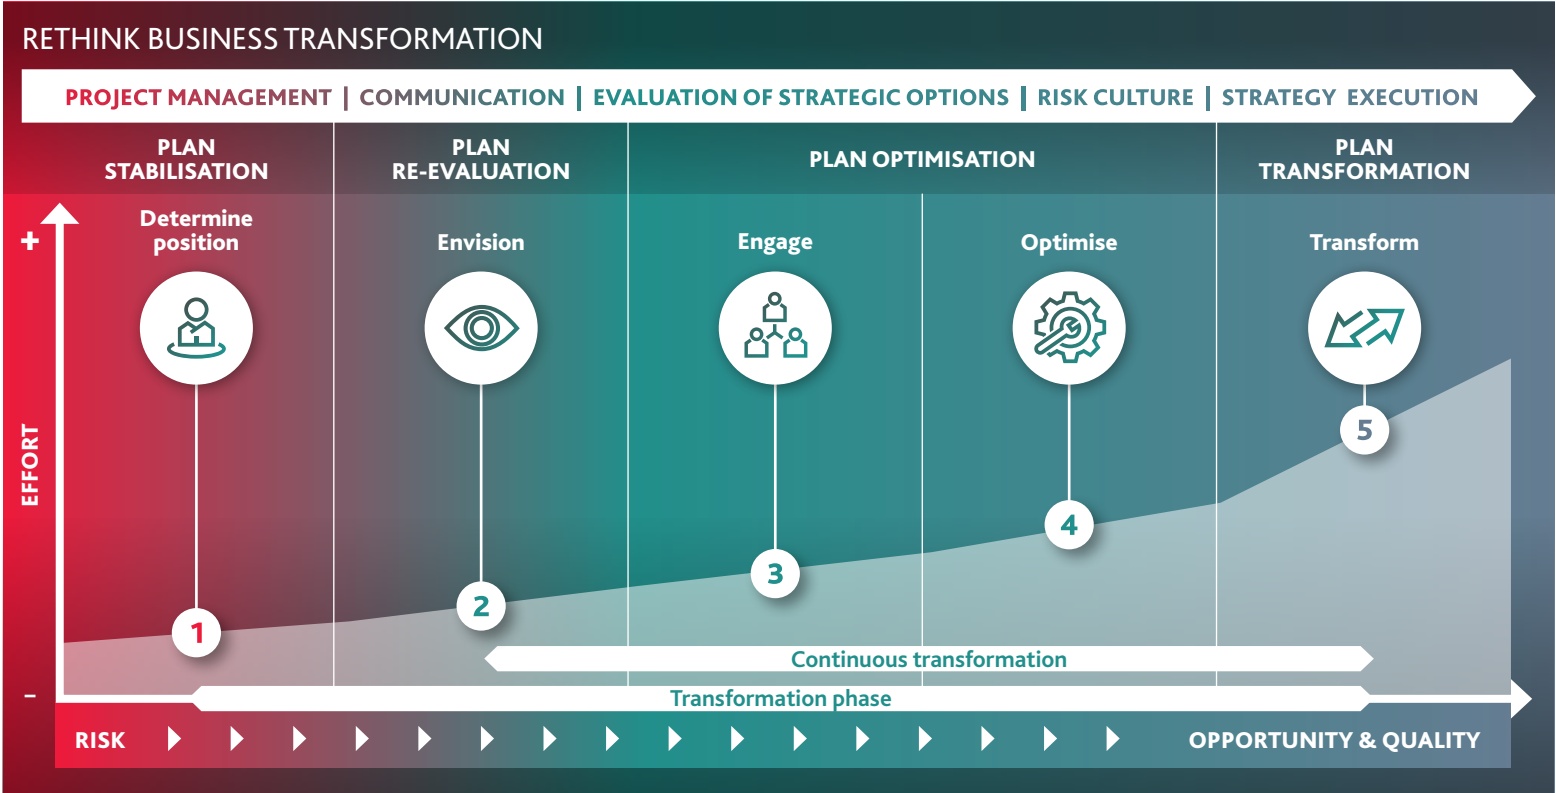 RETHINK BUSINESS TRANSFORMATION
PROJECT MANAGEMENT | COMMUNICATION | EVALUATION OF STRATEGIC OPTIONS | RISK CULTURE | STRATEGY EXECUTION
PLAN
STABILISATION
PLAN
RE-EVALUATION
PLAN OPTIMISATION
PLAN
TRANSFORMATION
Determine
position
Envision
Engage
Optimise
Transform
+
EFFORT
–
1
2
3
4
5
Continuous transformation
Transformation phase
RISK
OPPORTUNITY & QUALITY